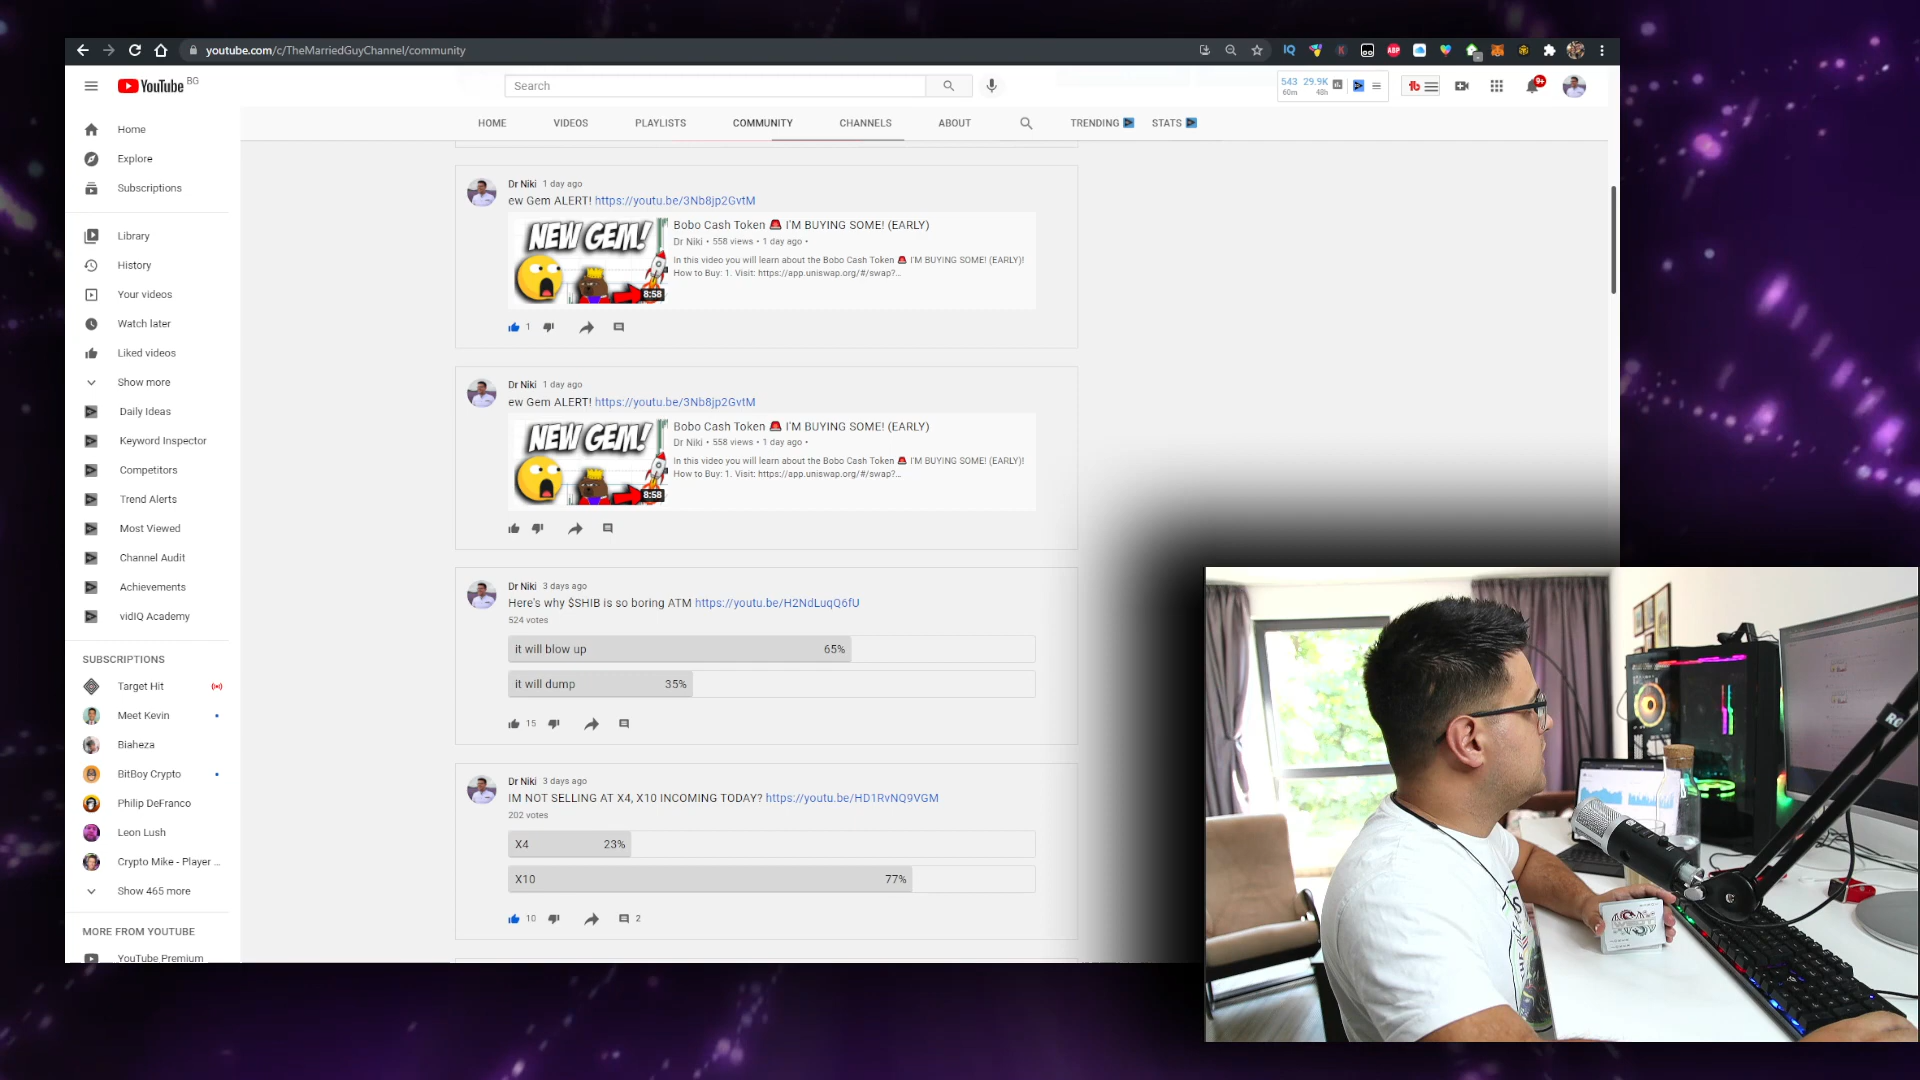 youtube.com/c/TheMarriedGuyChannel/community
YouTube BG
Search
543 29.9K
60m 48h
9+
HOME VIDEOS PLAYLISTS COMMUNITY CHANNELS ABOUT TRENDING STATS
Home
Explore
Subscriptions
Library
History
Your videos
Watch later
Liked videos
Show more
Daily Ideas
Keyword Inspector
Competitors
Trend Alerts
Most Viewed
Channel Audit
Achievements
vidIQ Academy
SUBSCRIPTIONS
Target Hit
Meet Kevin
Biaheza
BitBoy Crypto
Philip DeFranco
Leon Lush
Crypto Mike - Player ...
Show 465 more
MORE FROM YOUTUBE
YouTube Premium
Dr Niki 1 day ago
ew Gem ALERT! https://youtu.be/3Nb8jp2GvtM
NEW GEM!
8:58
Bobo Cash Token 🚨 I'M BUYING SOME! (EARLY)
Dr Niki • 558 views • 1 day ago •
In this video you will learn about the Bobo Cash Token 🚨 I'M BUYING SOME! (EARLY)!
How to Buy: 1. Visit: https://app.uniswap.org/#/swap?...
1
Dr Niki 1 day ago
ew Gem ALERT! https://youtu.be/3Nb8jp2GvtM
NEW GEM!
8:58
Bobo Cash Token 🚨 I'M BUYING SOME! (EARLY)
Dr Niki • 558 views • 1 day ago •
In this video you will learn about the Bobo Cash Token 🚨 I'M BUYING SOME! (EARLY)!
How to Buy: 1. Visit: https://app.uniswap.org/#/swap?...
Dr Niki 3 days ago
Here's why $SHIB is so boring ATM https://youtu.be/H2NdLuqQ6fU
524 votes
it will blow up 65%
it will dump 35%
15
Dr Niki 3 days ago
IM NOT SELLING AT X4, X10 INCOMING TODAY? https://youtu.be/HD1RvNQ9VGM
202 votes
X4 23%
X10 77%
10 2